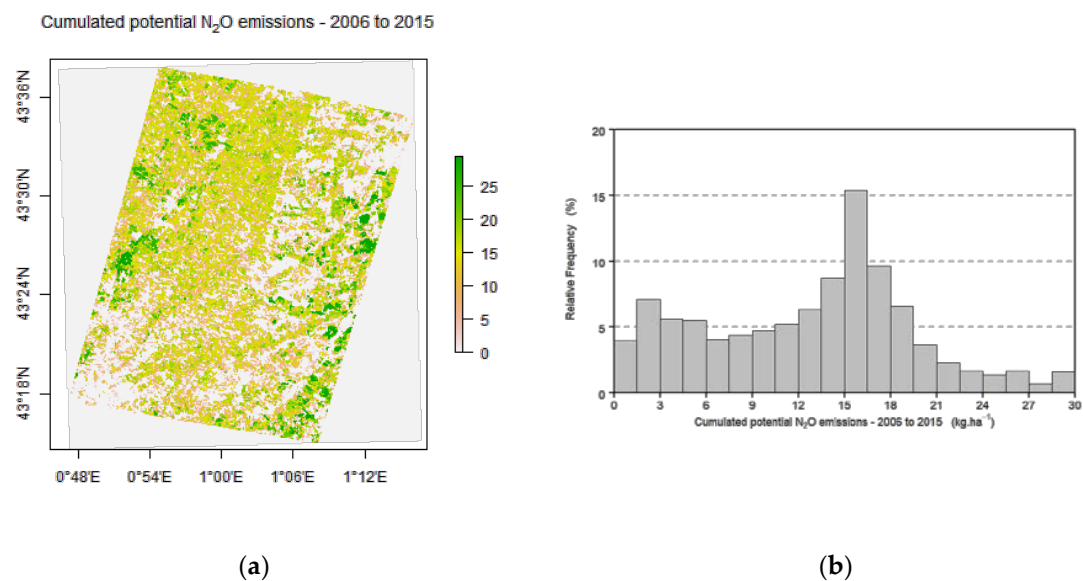 Cumulated potential N₂O emissions - 2006 to 2015
43°36'N
43°30'N
43°24'N
43°18'N
0°48'E 0°54'E 1°00'E 1°06'E 1°12'E
25
20
15
10
5
0
(a)
Relative Frequency (%)
20
15
10
5
0
0 3 6 9 12 15 18 21 24 27 30
Cumulated potential N₂O emissions - 2006 to 2015 (kg.ha⁻¹)
(b)